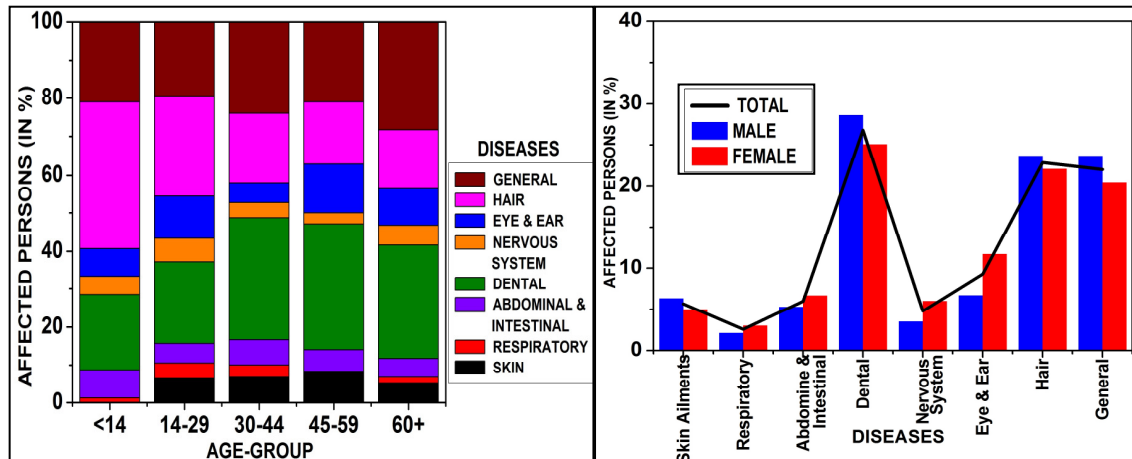 AFFECTED PERSONS (IN %)
100
80
60
40
20
0
<14
14-29
30-44
45-59
60+
AGE-GROUP
DISEASES
GENERAL
HAIR
EYE & EAR
NERVOUS
SYSTEM
DENTAL
ABDOMINAL &
INTESTINAL
RESPIRATORY
SKIN
AFFECTED PERSONS (IN %)
40
30
20
10
0
TOTAL
MALE
FEMALE
Skin Ailments
Respiratory
Abdomine &
Intestinal
Dental
Nervous
System
Eye & Ear
Hair
General
DISEASES